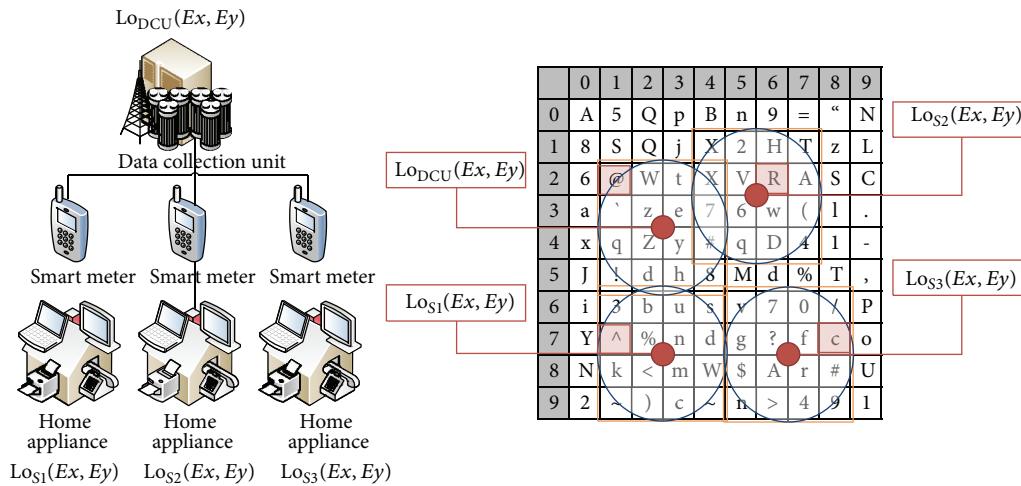 Lo_DCU(Ex, Ey)
Data collection unit
Smart meter Smart meter Smart meter
Home appliance Home appliance Home appliance
Lo_S1(Ex, Ey) Lo_S2(Ex, Ey) Lo_S3(Ex, Ey)
Lo_DCU(Ex, Ey)
Lo_S1(Ex, Ey)
0 1 2 3 4 5 6 7 8 9
0 A 5 Q p B n 9 = “ N
1 8 S Q j X 2 H T z L
2 6 @ W t X V R A S C
3 a ` z e 7 6 w ( l .
4 x q Z y # q D 4 1 -
5 J ! d h S M d % T ,
6 i 3 b u s v 7 0 / P
7 Y ^ % n d g ? f c o
8 N k < m W $ A r # U
9 2 ~ ) c ~ n > 4 9 1
Lo_S2(Ex, Ey)
Lo_S3(Ex, Ey)